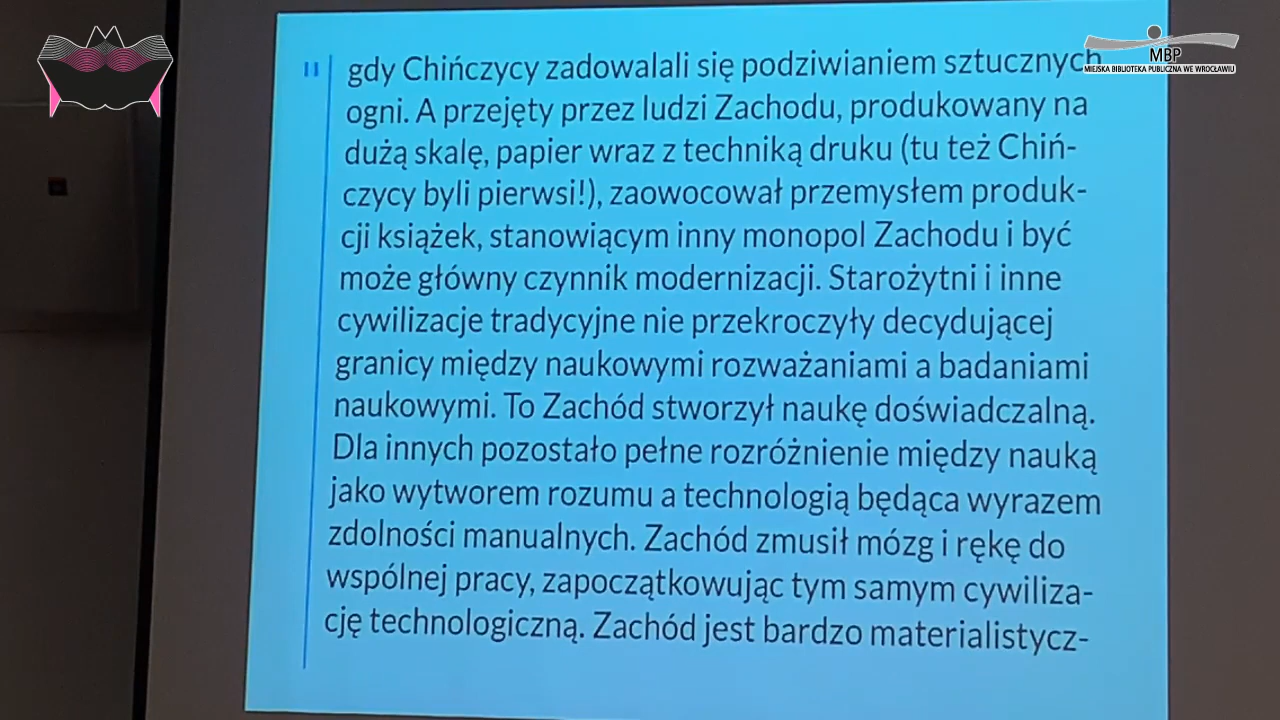 " gdy Chińczycy zadowalali się podziwianiem sztucznych
ogni. A przejęty przez ludzi Zachodu, produkowany na
dużą skalę, papier wraz z techniką druku (tu też Chiń-
czycy byli pierwsi!), zaowocował przemysłem produk-
cji książek, stanowiącym inny monopol Zachodu i być
może główny czynnik modernizacji. Starożytni i inne
cywilizacje tradycyjne nie przekroczyły decydującej
granicy między naukowymi rozważaniami a badaniami
naukowymi. To Zachód stworzył naukę doświadczalną.
Dla innych pozostało pełne rozróżnienie między nauką
jako wytworem rozumu a technologią będąca wyrazem
zdolności manualnych. Zachód zmusił mózg i rękę do
wspólnej pracy, zapoczątkowując tym samym cywiliza-
cję technologiczną. Zachód jest bardzo materialistycz-
MBP
MIEJSKA BIBLIOTEKA PUBLICZNA WE WROCŁAWIU